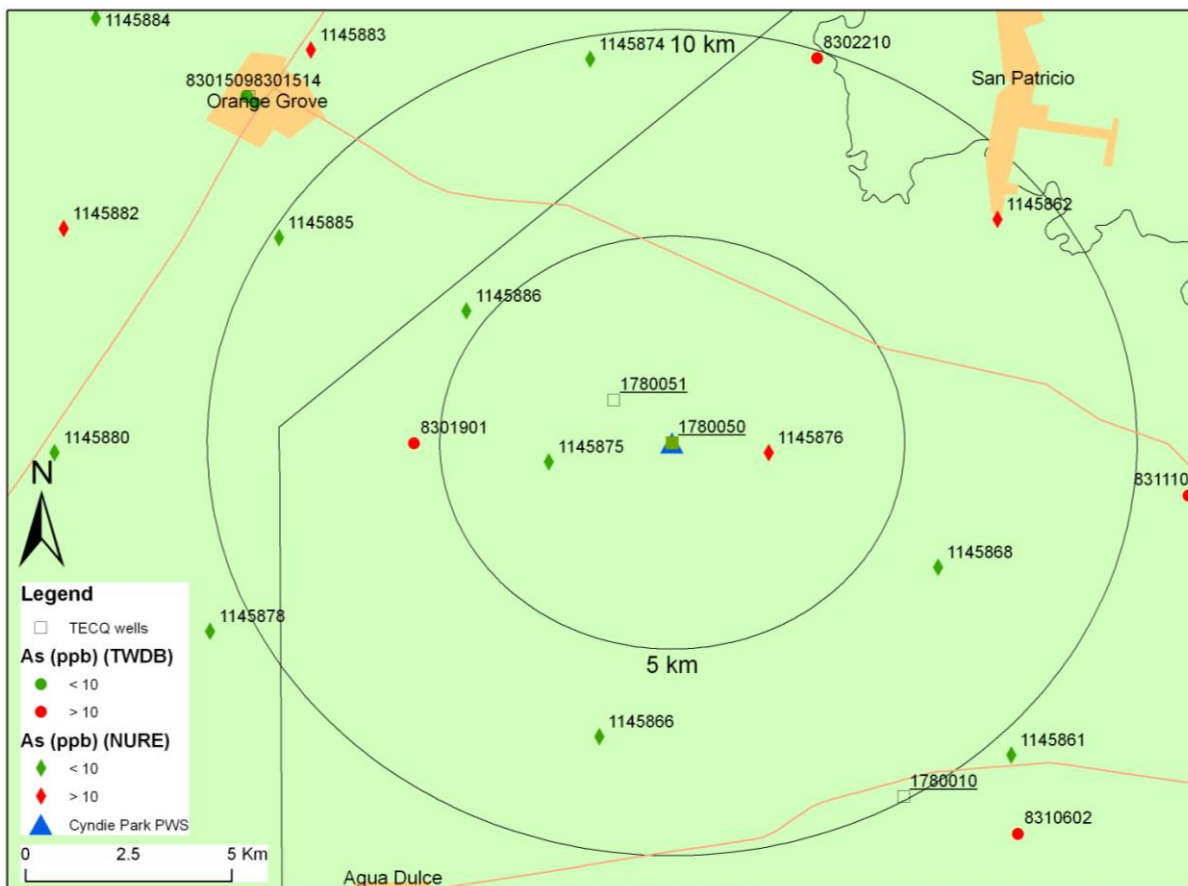 1145884
1145883
1145874
10 km
8302210
San Patricio
83015098301514
Orange Grove
1145882
1145885
1145862
1145886
1780051
1145880
8301901
1145875
1780050
1145876
831110
N
1145868
1145878
5 km
1145866
1145861
1780010
8310602
Agua Dulce
Legend
TECQ wells
As (ppb) (TWDB)
< 10
> 10
As (ppb) (NURE)
< 10
> 10
Cyndie Park PWS
0 2.5 5 Km